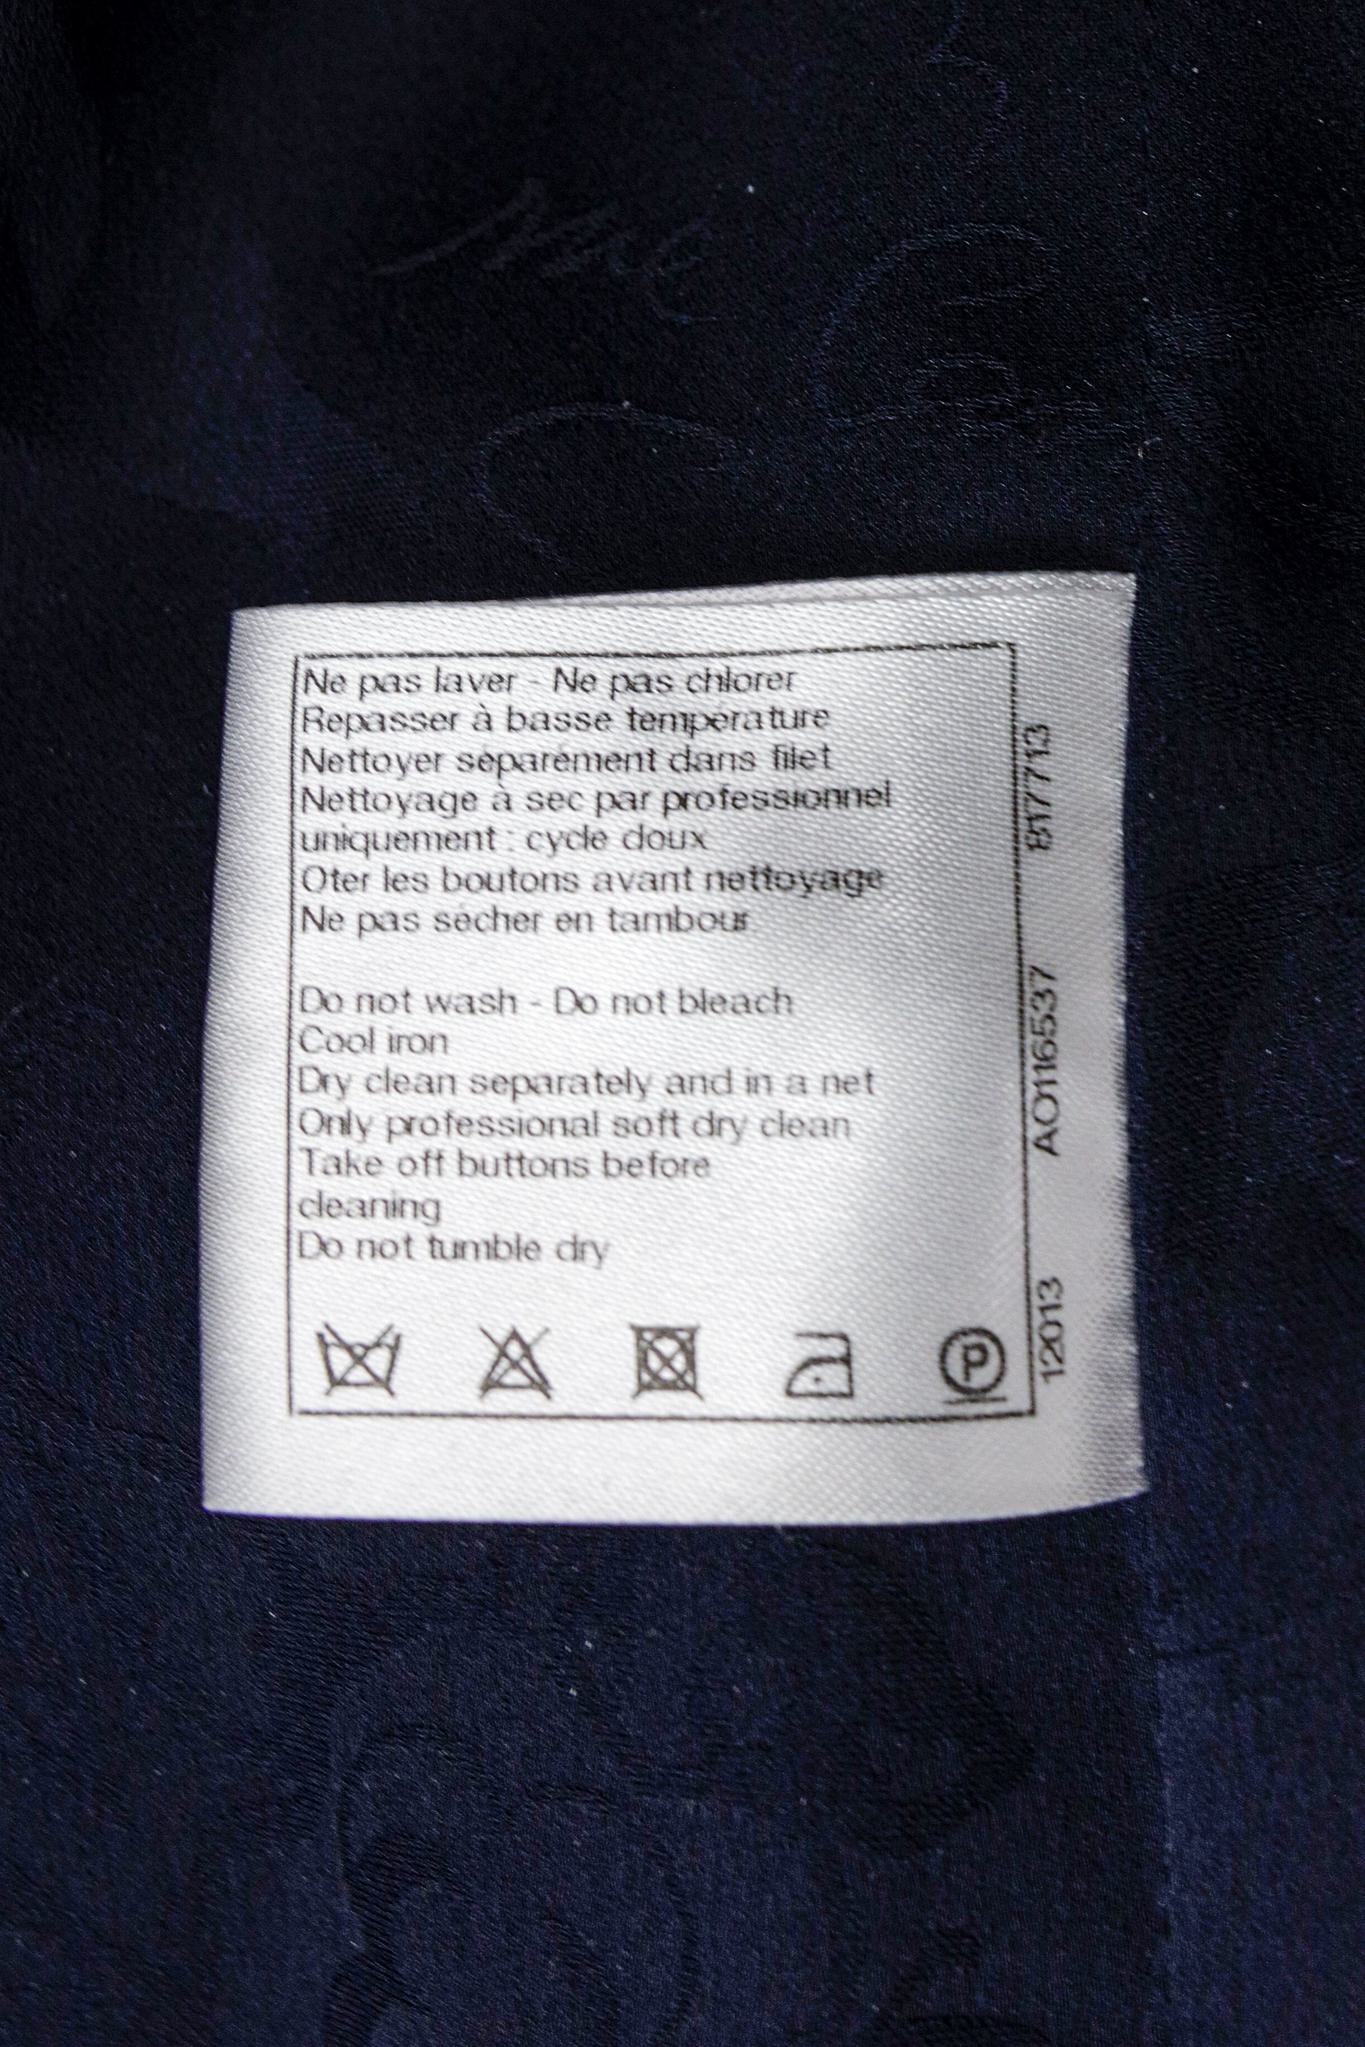 Ne pas laver - Ne pas chlorer
Repasser à basse température
Nettoyer séparément dans filet
Nettoyage à sec par professionnel
uniquement : cycle doux
Oter les boutons avant nettoyage
Ne pas sécher en tambour
Do not wash - Do not bleach
Cool iron
Dry clean separately and in a net
Only professional soft dry clean
Take off buttons before
cleaning
Do not tumble dry
P
12013 AO116537 B17713